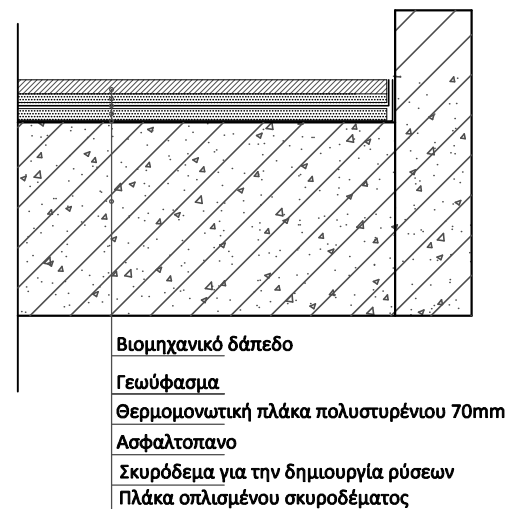 Βιομηχανικό δάπεδο
Γεωύφασμα
Θερμομονωτική πλάκα πολυστυρένιου 70mm
Ασφαλτοπανο
Σκυρόδεμα για την δημιουργία ρύσεων
Πλάκα οπλισμένου σκυροδέματος